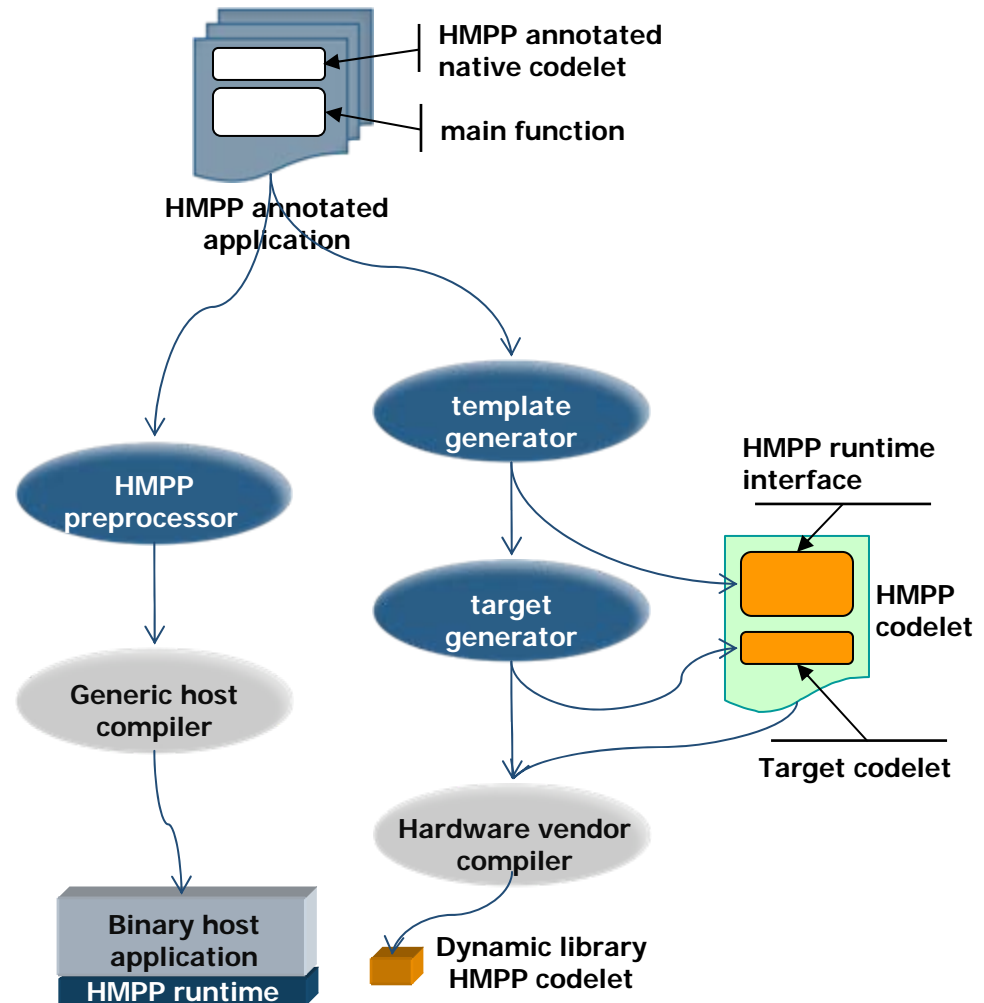 HMPP annotated
native codelet
main function
HMPP annotated
application
template
generator
HMPP runtime
interface
HMPP
preprocessor
HMPP
codelet
target
generator
Generic host
compiler
Target codelet
Hardware vendor
compiler
Binary host
application
HMPP runtime
Dynamic library
HMPP codelet